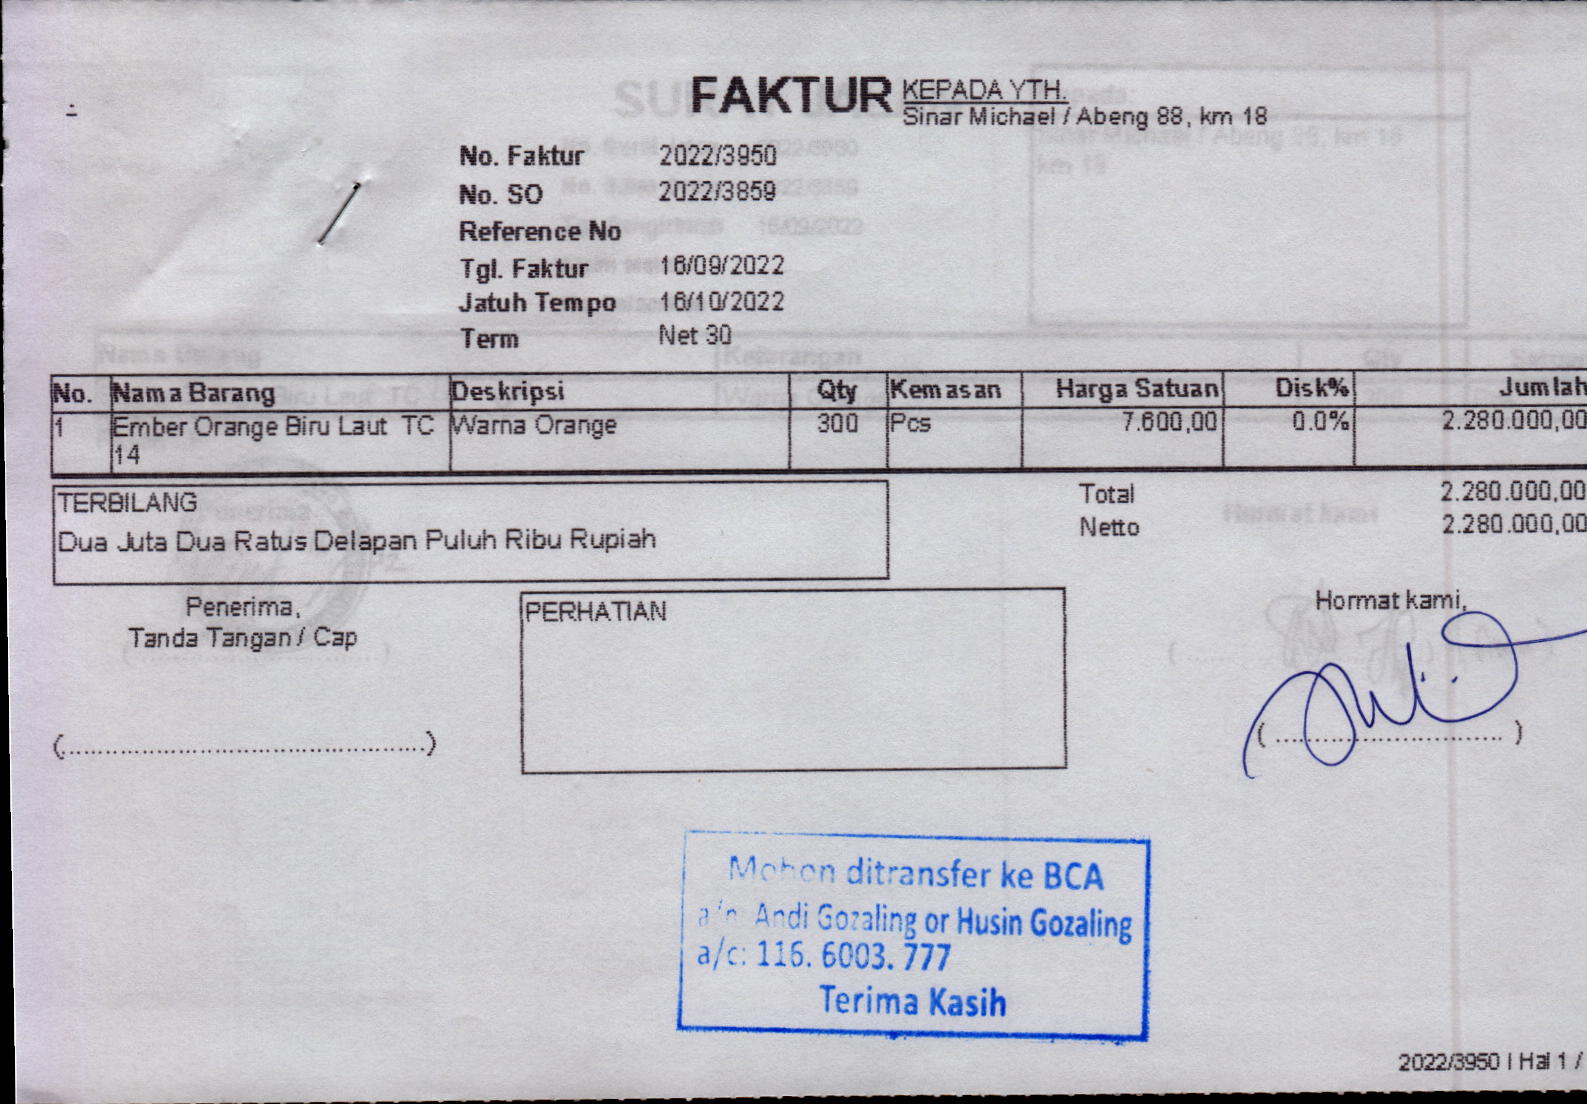 FAKTUR
KEPADA YTH.
Sinar Michael / Abeng 88, km 18
No. Faktur 2022/3950
No. SO 2022/3859
Reference No
Tgl. Faktur 16/09/2022
Jatuh Tempo 16/10/2022
Term Net 30
No. Nama Barang Deskripsi Qty Kemasan Harga Satuan Disk% Jumlah
1 Ember Orange Biru Laut TC Warna Orange 300 Pcs 7.600,00 0.0% 2.280.000,00
14
TERBILANG
Dua Juta Dua Ratus Delapan Puluh Ribu Rupiah
Total 2.280.000,00
Netto 2.280.000,00
Penerima,
Tanda Tangan / Cap
(..............................................)
PERHATIAN
Hormat kami,
( ............................. )
Mohon ditransfer ke BCA
a/n Andi Gozaling or Husin Gozaling
a/c: 116. 6003. 777
Terima Kasih
2022/3950 | Hal 1 /